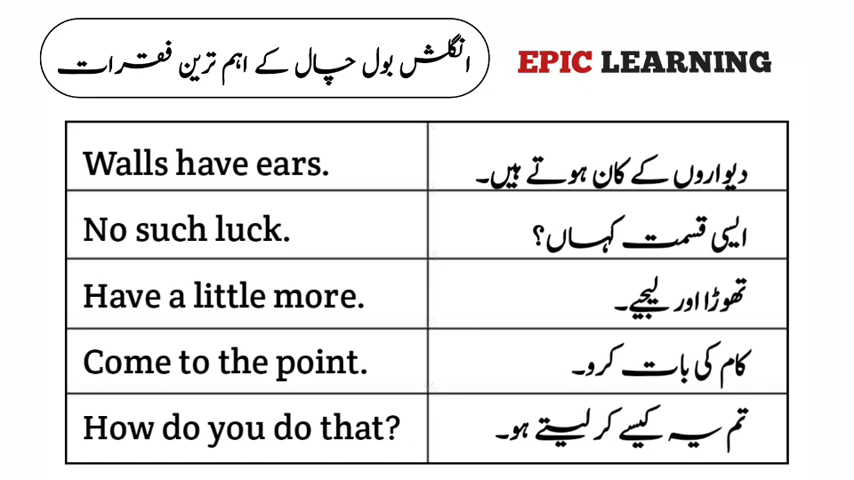 انگلش بول چال کے اہم ترین فقرات
EPIC LEARNING
Walls have ears.
دیواروں کے کان ہوتے ہیں۔
No such luck.
ایسی قسمت کہاں؟
Have a little more.
تھوڑا اور لیجیے۔
Come to the point.
کام کی بات کرو۔
How do you do that?
تم یہ کیسے کر لیتے ہو۔